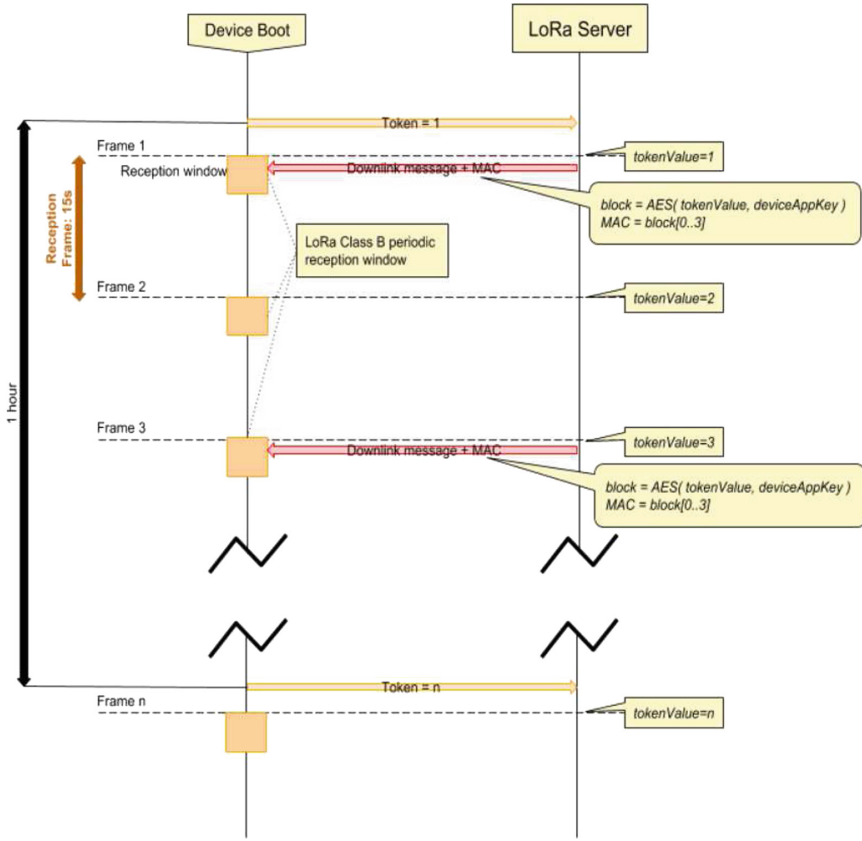 Device Boot
LoRa Server
Token = 1
Frame 1
tokenValue=1
Reception window
Downlink message + MAC
block = AES( tokenValue, deviceAppKey )
MAC = block[0..3]
Reception
Frame: 15s
LoRa Class B periodic
reception window
Frame 2
tokenValue=2
1 hour
Frame 3
tokenValue=3
Downlink message + MAC
block = AES( tokenValue, deviceAppKey )
MAC = block[0..3]
Token = n
Frame n
tokenValue=n